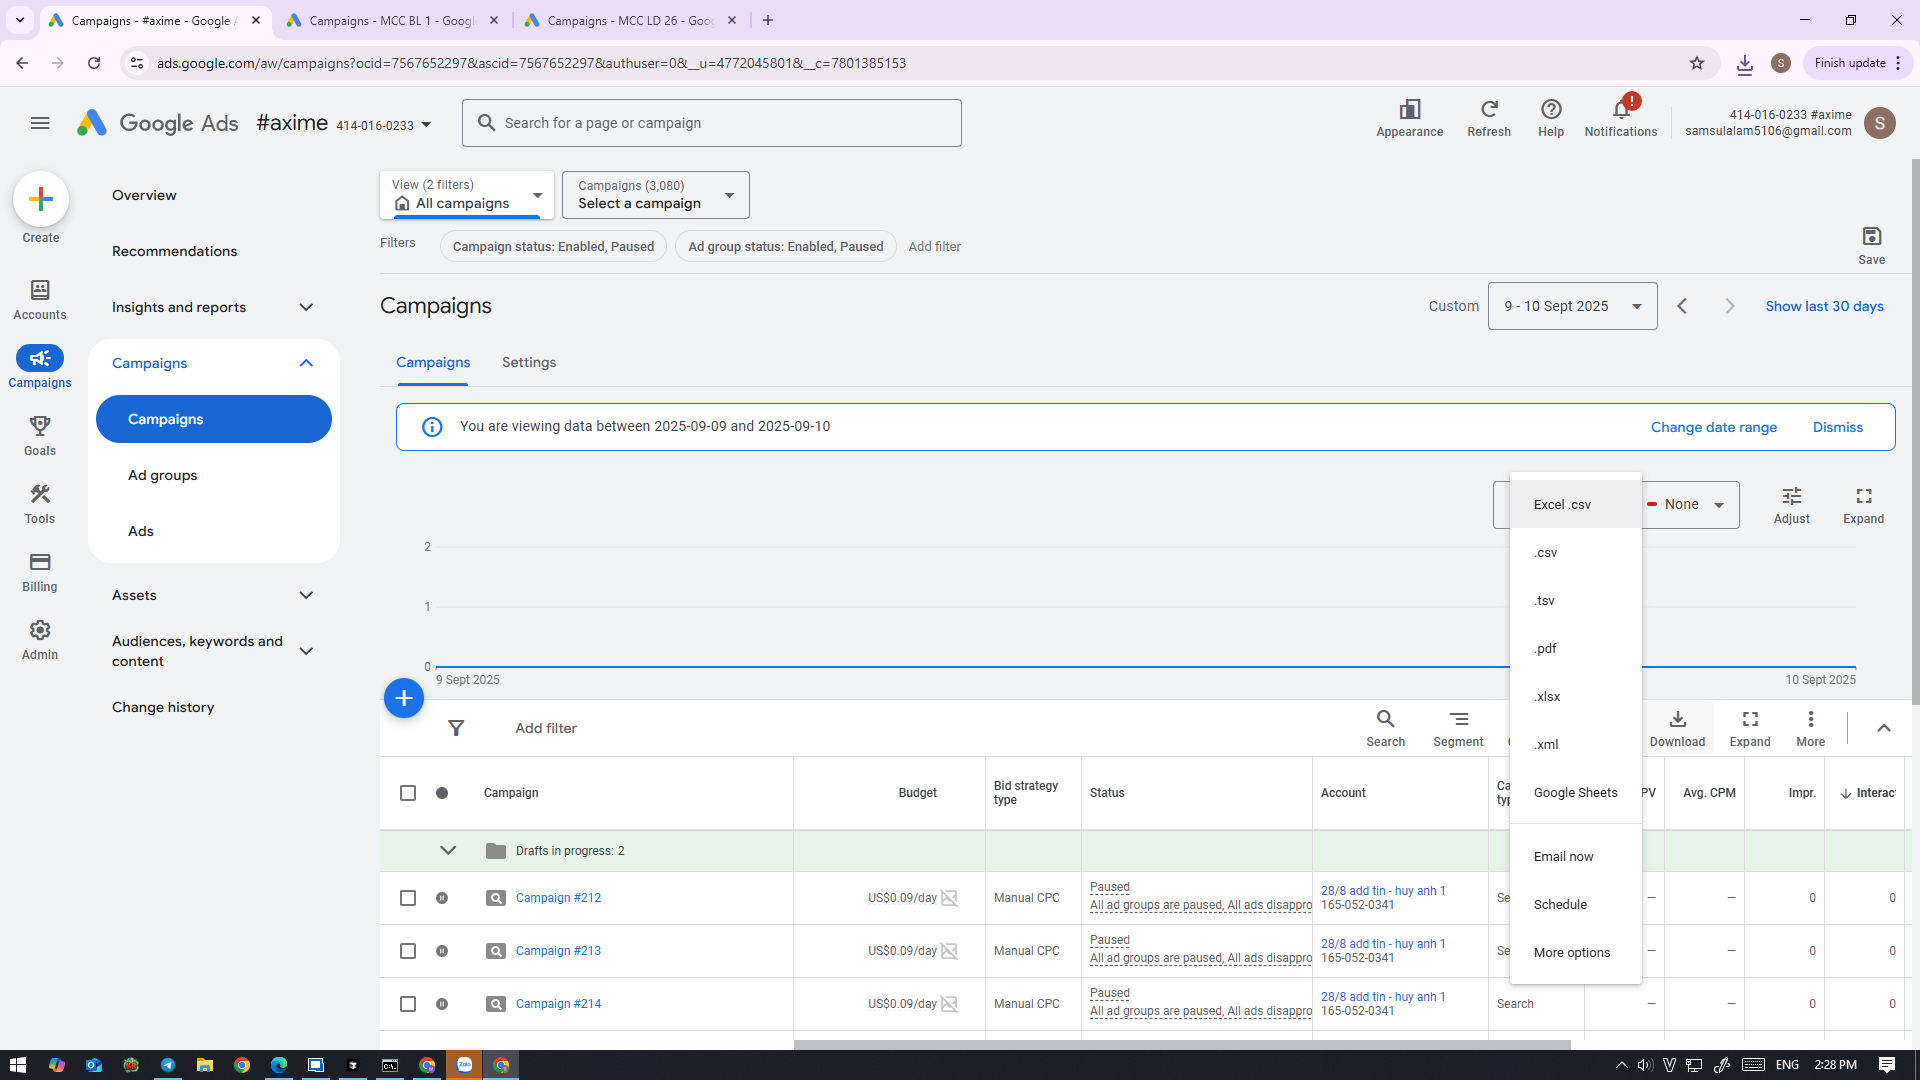 Campaigns - #axime - Google A
Campaigns - MCC BL 1 - Googl
Campaigns - MCC LD 26 - Goo
ads.google.com/aw/campaigns?ocid=7567652297&ascid=7567652297&authuser=0&__u=4772045801&__c=7801385153
S
Finish update
Google Ads
#axime 414-016-0233
Search for a page or campaign
Appearance
Refresh
Help
!
Notifications
414-016-0233 #axime
samsulalam5106@gmail.com
S
Create
Accounts
Campaigns
Goals
Tools
Billing
Admin
Overview
Recommendations
Insights and reports
Campaigns
Campaigns
Ad groups
Ads
Assets
Audiences, keywords and
content
Change history
View (2 filters)
All campaigns
Campaigns (3,080)
Select a campaign
Filters
Campaign status: Enabled, Paused
Ad group status: Enabled, Paused
Add filter
Save
Campaigns
Custom
9 - 10 Sept 2025
Show last 30 days
Campaigns
Settings
You are viewing data between 2025-09-09 and 2025-09-10
Change date range
Dismiss
None
Adjust
Expand
2
1
0
9 Sept 2025
10 Sept 2025
Excel .csv
.csv
.tsv
.pdf
.xlsx
.xml
Google Sheets
Email now
Schedule
More options
Add filter
Search
Segment
Download
Expand
More
Campaign
Budget
Bid strategy
type
Status
Account
Ca
typ
PV
Avg. CPM
Impr.
Interac
Drafts in progress: 2
Campaign #212
US$0.09/day
Manual CPC
Paused
All ad groups are paused, All ads disappro
28/8 add tin - huy anh 1
165-052-0341
Se
—
—
0
0
Campaign #213
US$0.09/day
Manual CPC
Paused
All ad groups are paused, All ads disappro
28/8 add tin - huy anh 1
165-052-0341
Se
—
—
0
0
Campaign #214
US$0.09/day
Manual CPC
Paused
All ad groups are paused, All ads disappro
28/8 add tin - huy anh 1
165-052-0341
Search
—
—
0
0
Zalo
ENG
2:28 PM